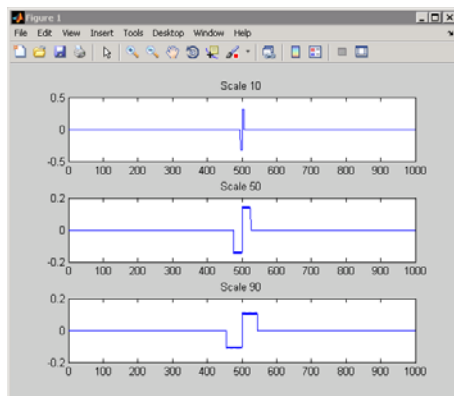 Figure 1
File Edit View Insert Tools Desktop Window Help
Scale 10
0.5
0
-0.5
0 100 200 300 400 500 600 700 800 900 1000
Scale 50
0.2
0
-0.2
0 100 200 300 400 500 600 700 800 900 1000
Scale 90
0.2
0
-0.2
0 100 200 300 400 500 600 700 800 900 1000